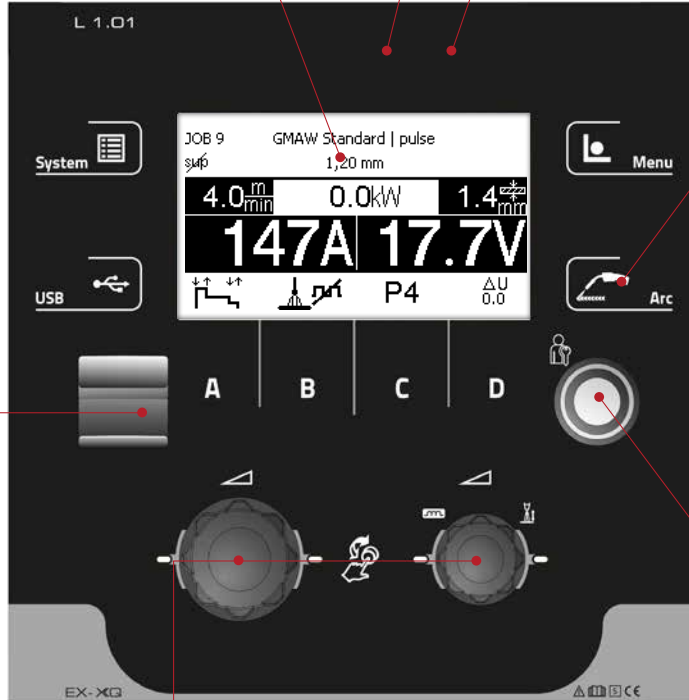 L 1.01
JOB 9 GMAW Standard | pulse
sup 1,20 mm
System
Menu
4.0 m/min 0.0kW 1.4 mm
147A 17.7V
P4 ΔU 0.0
USB
Arc
A B C D
EX-XQ
S CE